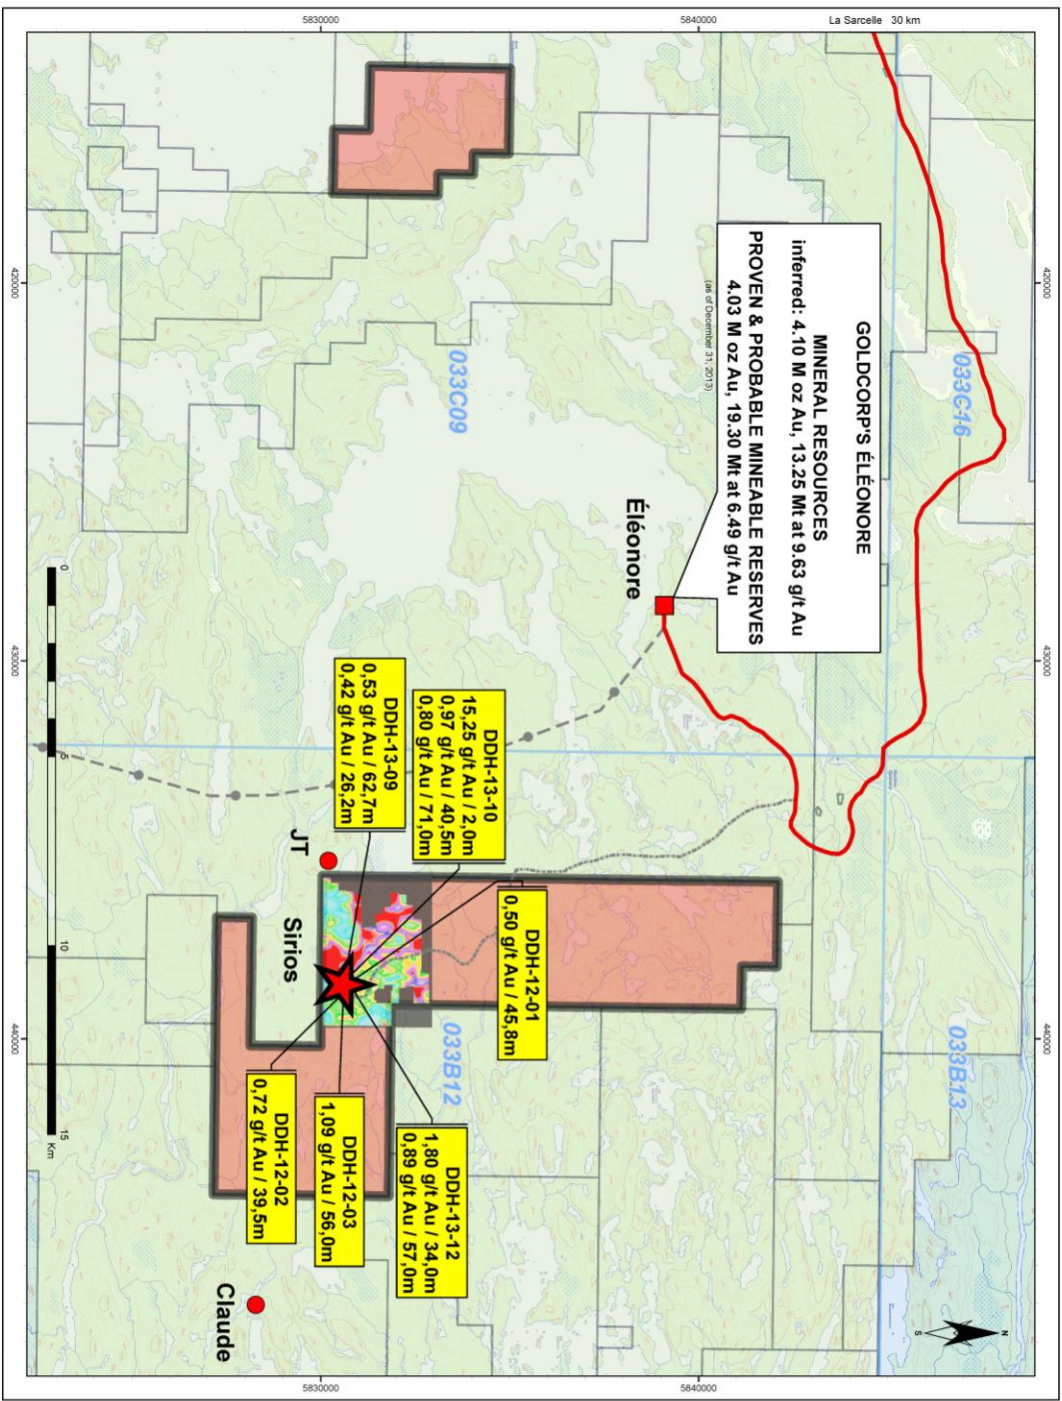 La Sarcelle 30 km
420000
430000
440000
5840000
5830000
5840000
5830000
420000
430000
440000
033C16
033C09
033B13
033B12
GOLDCORP'S ÉLÉONORE
MINERAL RESOURCES
inferred: 4.10 M oz Au, 13.25 Mt at 9.63 g/t Au
PROVEN & PROBABLE MINEABLE RESERVES
4.03 M oz Au, 19.30 Mt at 6.49 g/t Au
(as of December 31, 2013)
Éléonore
DDH-12-01
0,50 g/t Au / 45,8m
DDH-13-10
15,25 g/t Au / 2,0m
0,97 g/t Au / 40,5m
0,80 g/t Au / 71,0m
DDH-13-09
0,53 g/t Au / 62,7m
0,42 g/t Au / 26,2m
DDH-13-12
1,80 g/t Au / 34,0m
0,89 g/t Au / 57,0m
DDH-12-03
1,09 g/t Au / 56,0m
DDH-12-02
0,72 g/t Au / 39,5m
JT
Sirios
Claude
N
S
0
5
10
15
Km